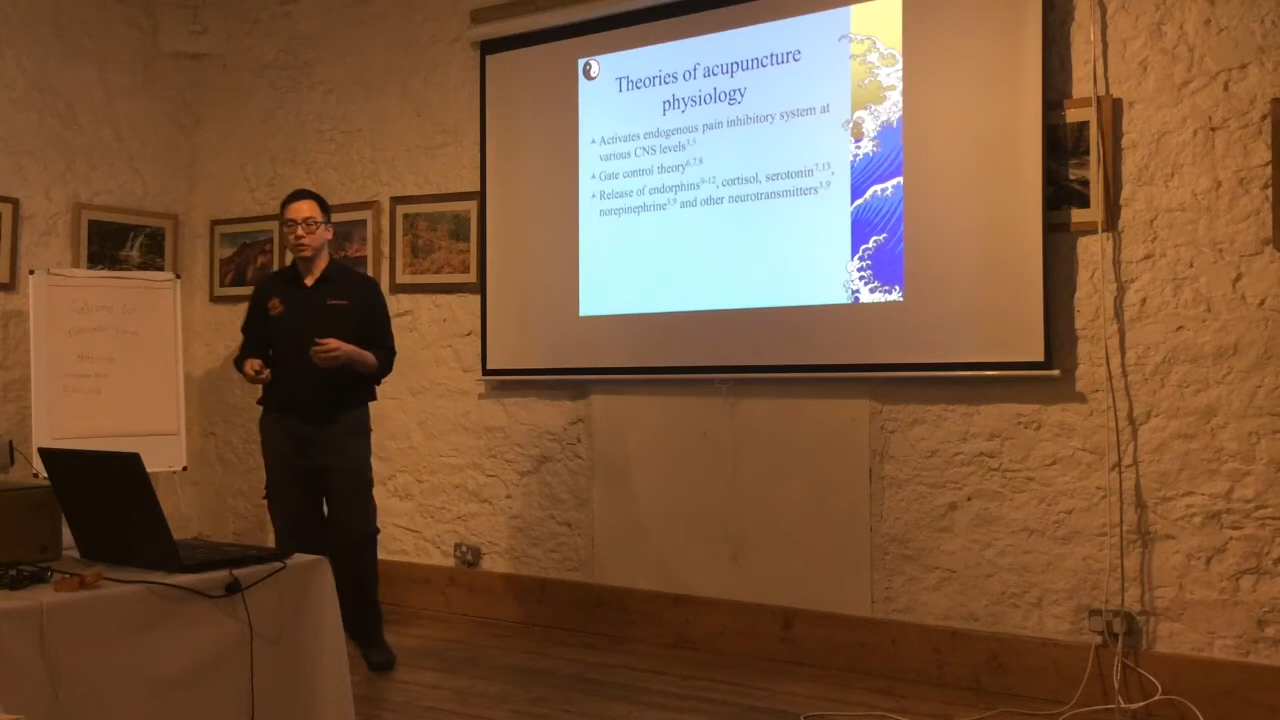 Theories of acupuncture
physiology
Activates endogenous pain inhibitory system at
various CNS levels3,5
Gate control theory6,7,8
Release of endorphins9-12, cortisol, serotonin7,13,
norepinephrine3,9 and other neurotransmitters3,9